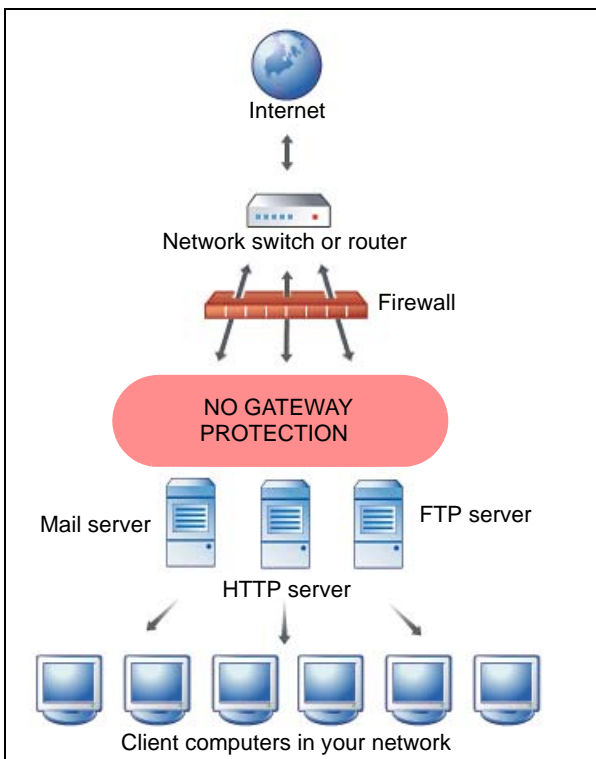 Internet
Network switch or router
Firewall
NO GATEWAY
PROTECTION
Mail server
FTP server
HTTP server
Client computers in your network